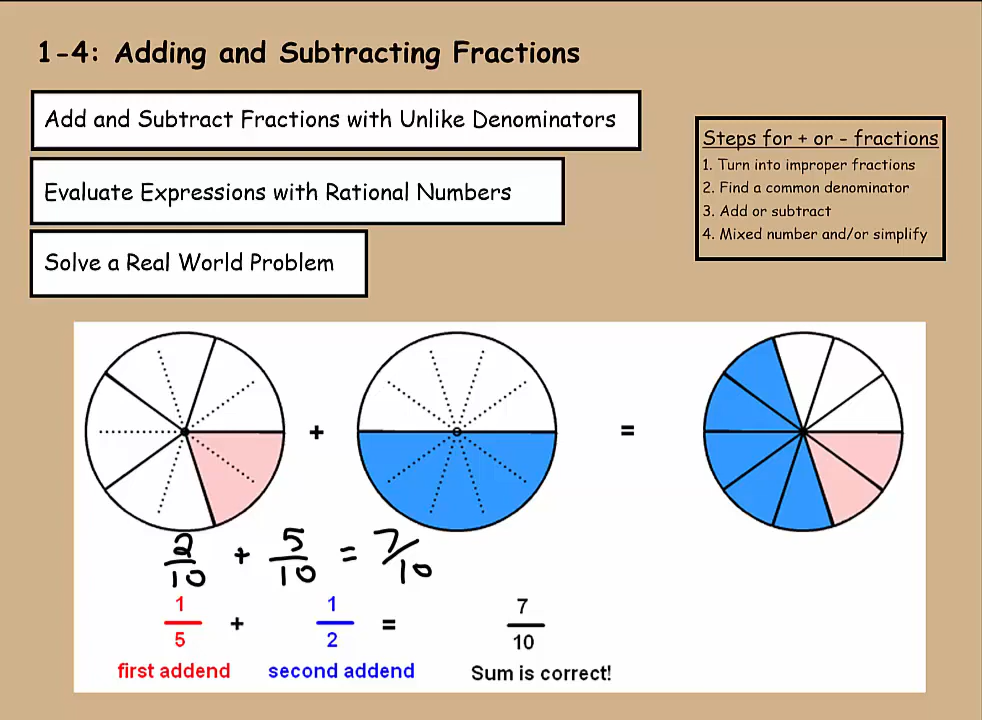 1-4: Adding and Subtracting Fractions
Add and Subtract Fractions with Unlike Denominators
Evaluate Expressions with Rational Numbers
Solve a Real World Problem
Steps for + or - fractions
1. Turn into improper fractions
2. Find a common denominator
3. Add or subtract
4. Mixed number and/or simplify
+ =
2/10 + 5/10 = 7/10
1/5 + 1/2 = 7/10
first addend second addend Sum is correct!